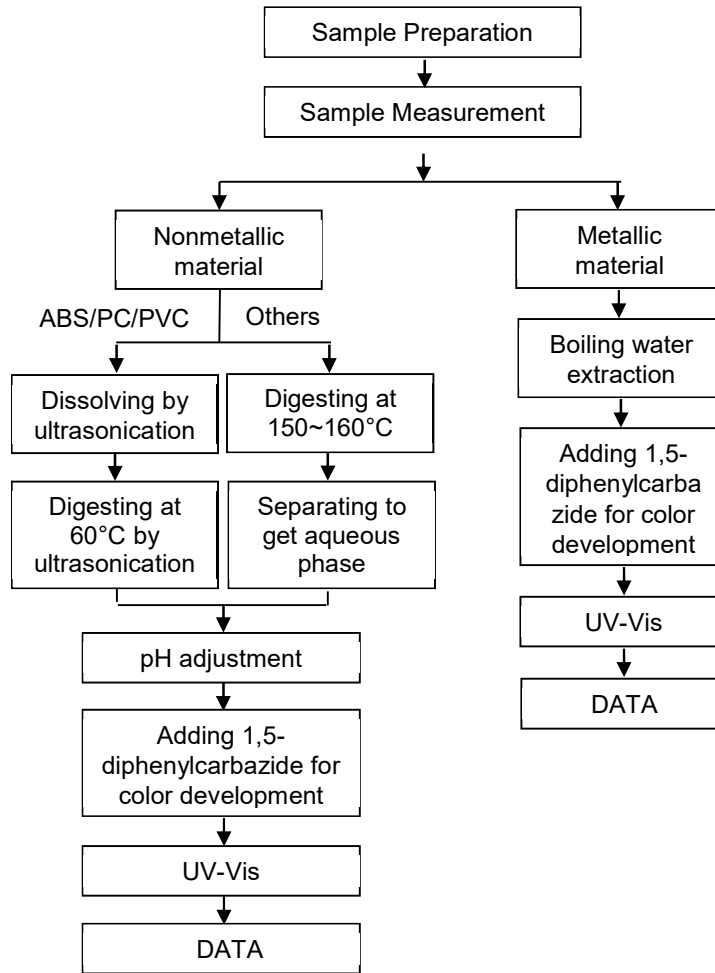 Sample Preparation
Sample Measurement
Nonmetallic
material
Metallic
material
ABS/PC/PVC
Others
Boiling water
extraction
Dissolving by
ultrasonication
Digesting at
150~160°C
Adding 1,5-
diphenylcarba
zide for color
development
Digesting at
60°C by
ultrasonication
Separating to
get aqueous
phase
UV-Vis
pH adjustment
DATA
Adding 1,5-
diphenylcarbazide for
color development
UV-Vis
DATA